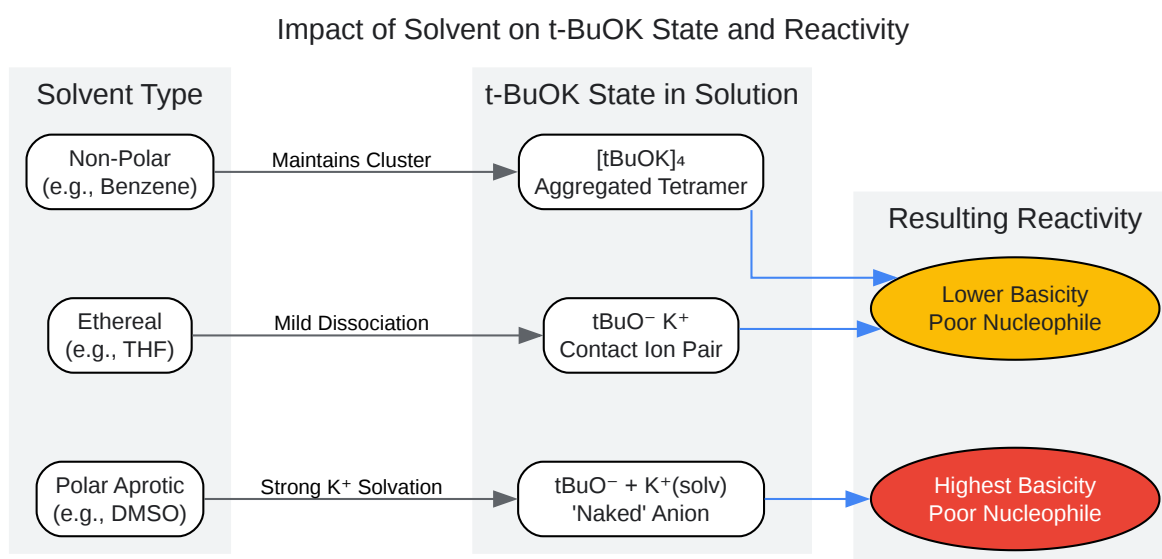 Impact of Solvent on t-BuOK State and Reactivity
Solvent Type
t-BuOK State in Solution
Resulting Reactivity
Non-Polar
(e.g., Benzene)
Maintains Cluster
[tBuOK]₄
Aggregated Tetramer
Ethereal
(e.g., THF)
Mild Dissociation
tBuO⁻ K⁺
Contact Ion Pair
Lower Basicity
Poor Nucleophile
Polar Aprotic
(e.g., DMSO)
Strong K⁺ Solvation
tBuO⁻ + K⁺(solv)
'Naked' Anion
Highest Basicity
Poor Nucleophile